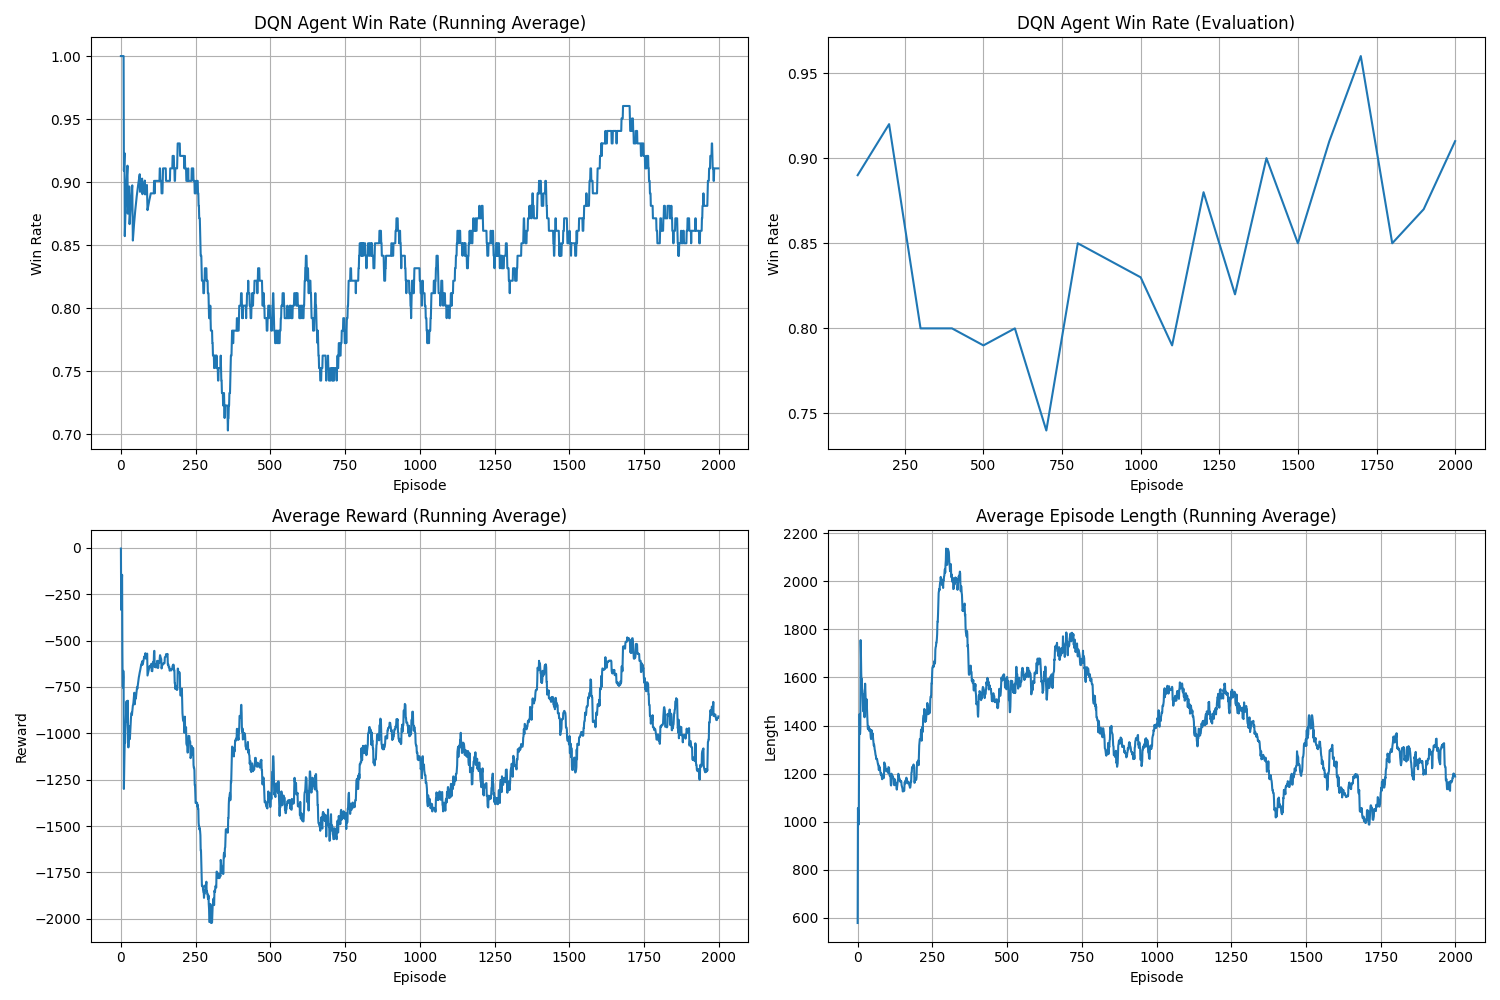 DQN Agent Win Rate (Running Average)
1.00
0.95
0.90
0.85
0.80
0.75
0.70
Win Rate
0 250 500 750 1000 1250 1500 1750 2000
Episode
DQN Agent Win Rate (Evaluation)
0.95
0.90
0.85
0.80
0.75
Win Rate
250 500 750 1000 1250 1500 1750 2000
Episode
Average Reward (Running Average)
0
−250
−500
−750
−1000
−1250
−1500
−1750
−2000
Reward
0 250 500 750 1000 1250 1500 1750 2000
Episode
Average Episode Length (Running Average)
2200
2000
1800
1600
1400
1200
1000
800
600
Length
0 250 500 750 1000 1250 1500 1750 2000
Episode